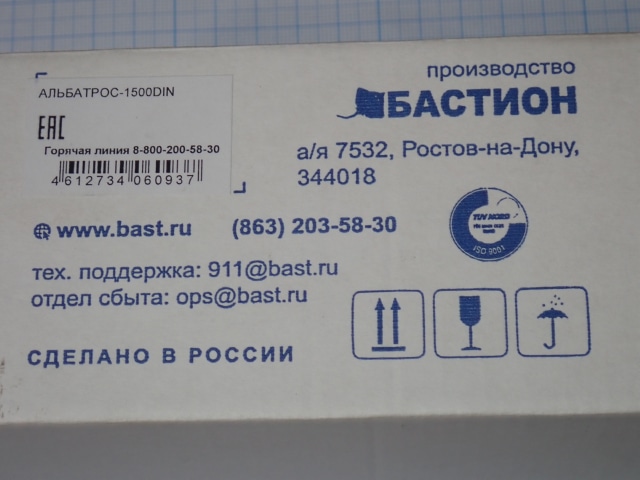 АЛЬБАТРОС-1500DIN
EAC
Горячая линия 8-800-200-58-30
4 612734 060937
производство
БАСТИОН
а/я 7532, Ростов-на-Дону,
344018
www.bast.ru (863) 203-58-30
TÜV NORD
ISO 9001
тех. поддержка: 911@bast.ru
отдел сбыта: ops@bast.ru
СДЕЛАНО В РОССИИ